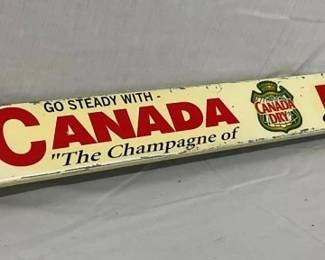 GO STEADY WITH
CANADA
"The Champagne of
CANADA
DRY